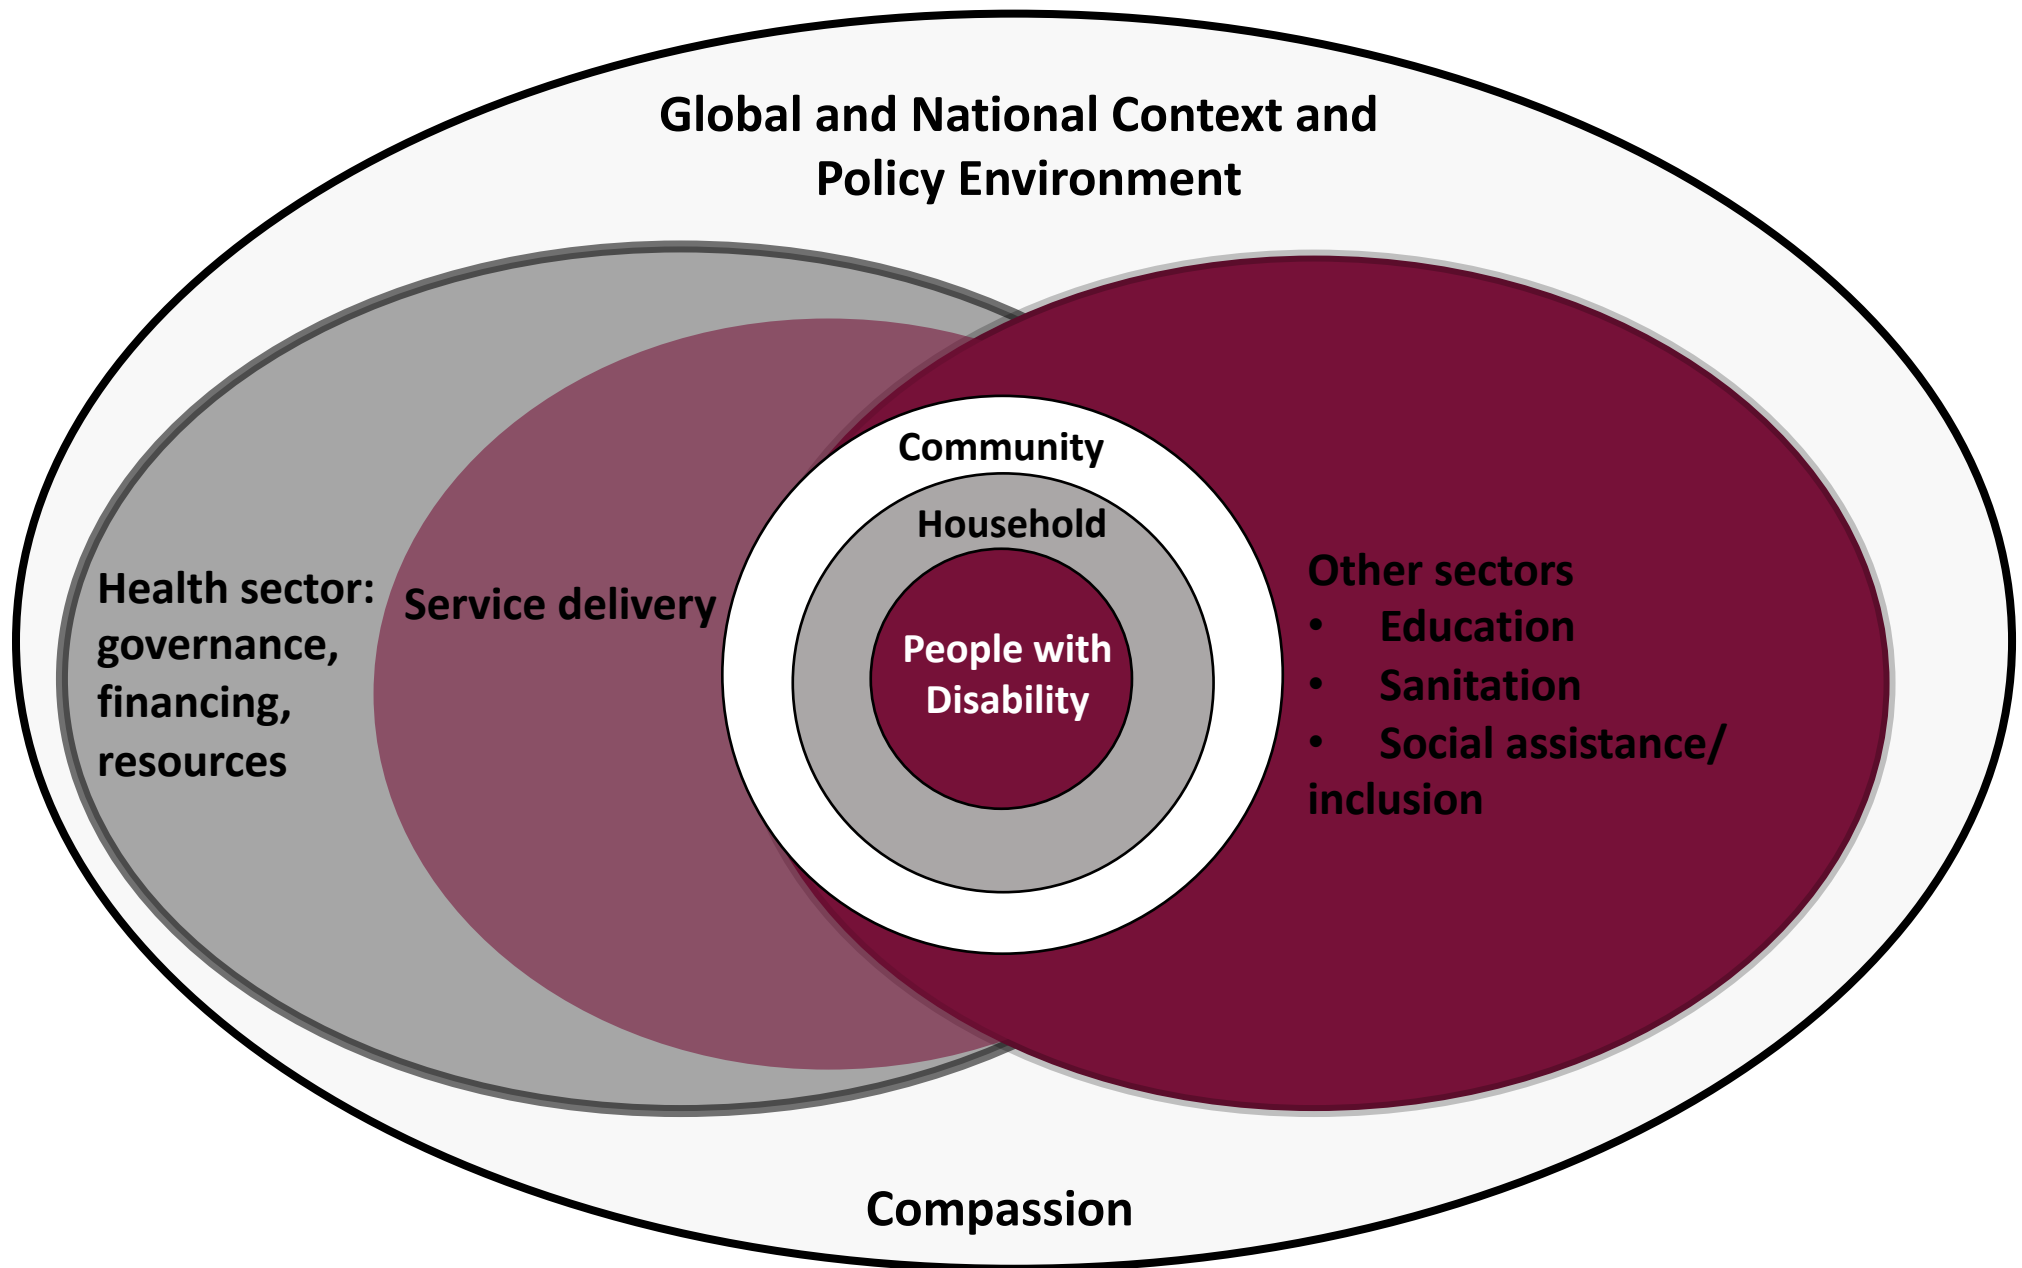 Global and National Context and
Policy Environment
Community
Household
People with
Disability
Health sector:
governance,
financing,
resources
Service delivery
Other sectors
• Education
• Sanitation
• Social assistance/
inclusion
Compassion